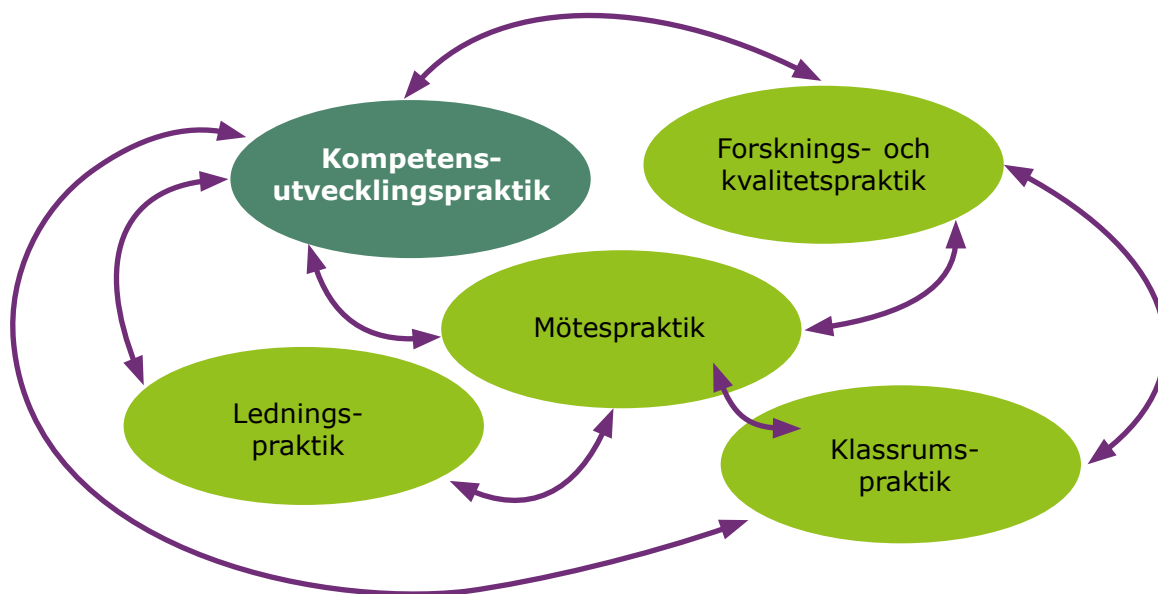 Kompetens-
utvecklingspraktik
Forsknings- och
kvalitetspraktik
Mötespraktik
Lednings-
praktik
Klassrums-
praktik